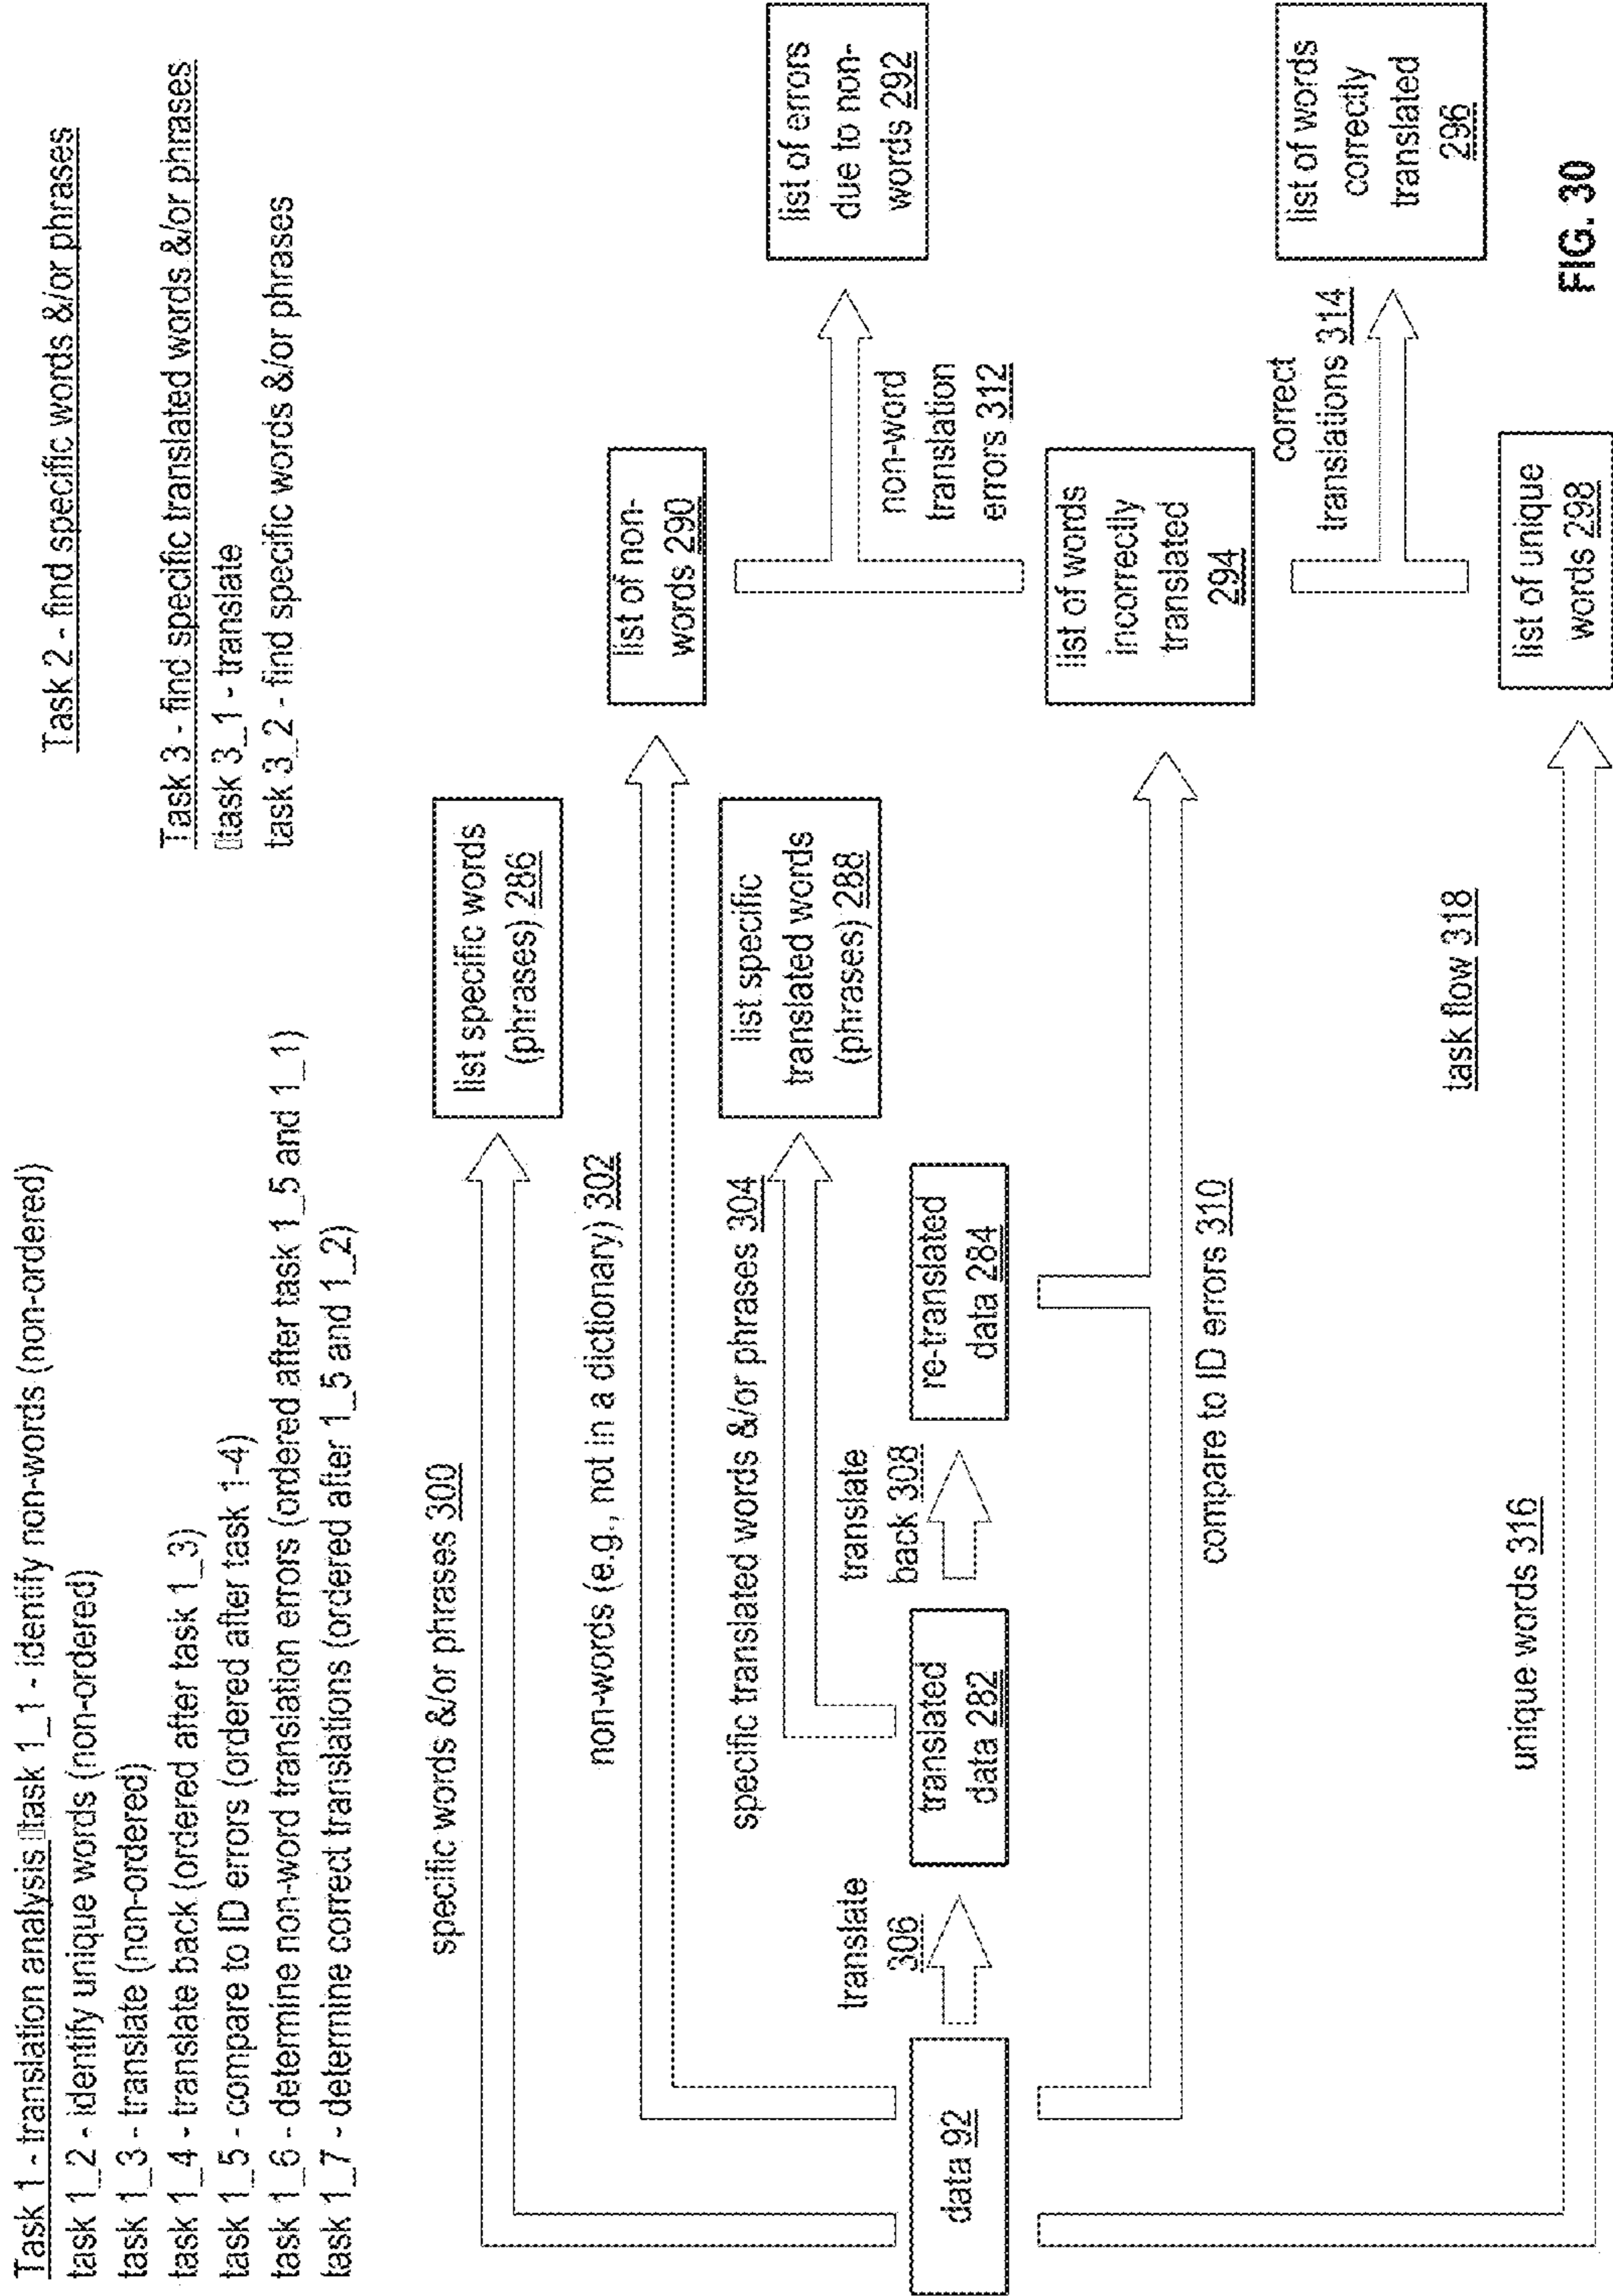 Task 1 - translation analysis task 1_1 - identify non-words (non-ordered)
task 1_2 - identify unique words (non-ordered)
task 1_3 - translate (non-ordered)
task 1_4 - translate back (ordered after task 1_3)
task 1_5 - compare to ID errors (ordered after task 1-4)
task 1_6 - determine non-word translation errors (ordered after task 1_5 and 1_1)
task 1_7 - determine correct translations (ordered after 1_5 and 1_2)
Task 2 - find specific words &/or phrases
Task 3 - find specific translated words &/or phrases
task 3_1 - translate
task 3_2 - find specific words &/or phrases
specific words &/or phrases 300
list specific words
(phrases) 286
non-words (e.g., not in a dictionary) 302
list of non-
words 290
specific translated words &/or phrases 304
list specific
translated words
(phrases) 288
list of errors
due to non-
words 292
data 92
translate
306
translated
data 282
translate
back 308
re-translated
data 284
non-word
translation
errors 312
compare to ID errors 310
list of words
incorrectly
translated
294
correct
translations 314
list of words
correctly
translated
296
task flow 318
unique words 316
list of unique
words 298
FIG. 30